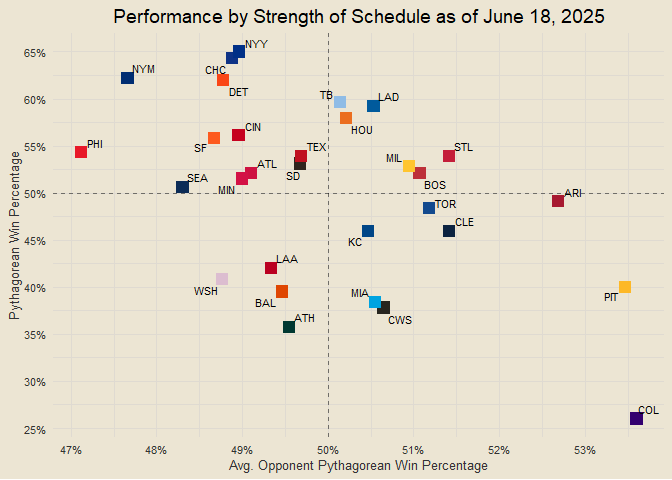 Performance by Strength of Schedule as of June 18, 2025
Pythagorean Win Percentage
65%
60%
55%
50%
45%
40%
35%
30%
25%
NYY
NYM
CHC
DET
TB
LAD
HOU
CIN
SF
PHI
TEX
SD
STL
MIL
BOS
ATL
MIN
SEA
ARI
TOR
CLE
KC
LAA
WSH
BAL
MIA
CWS
PIT
ATH
COL
47%
48%
49%
50%
51%
52%
53%
Avg. Opponent Pythagorean Win Percentage